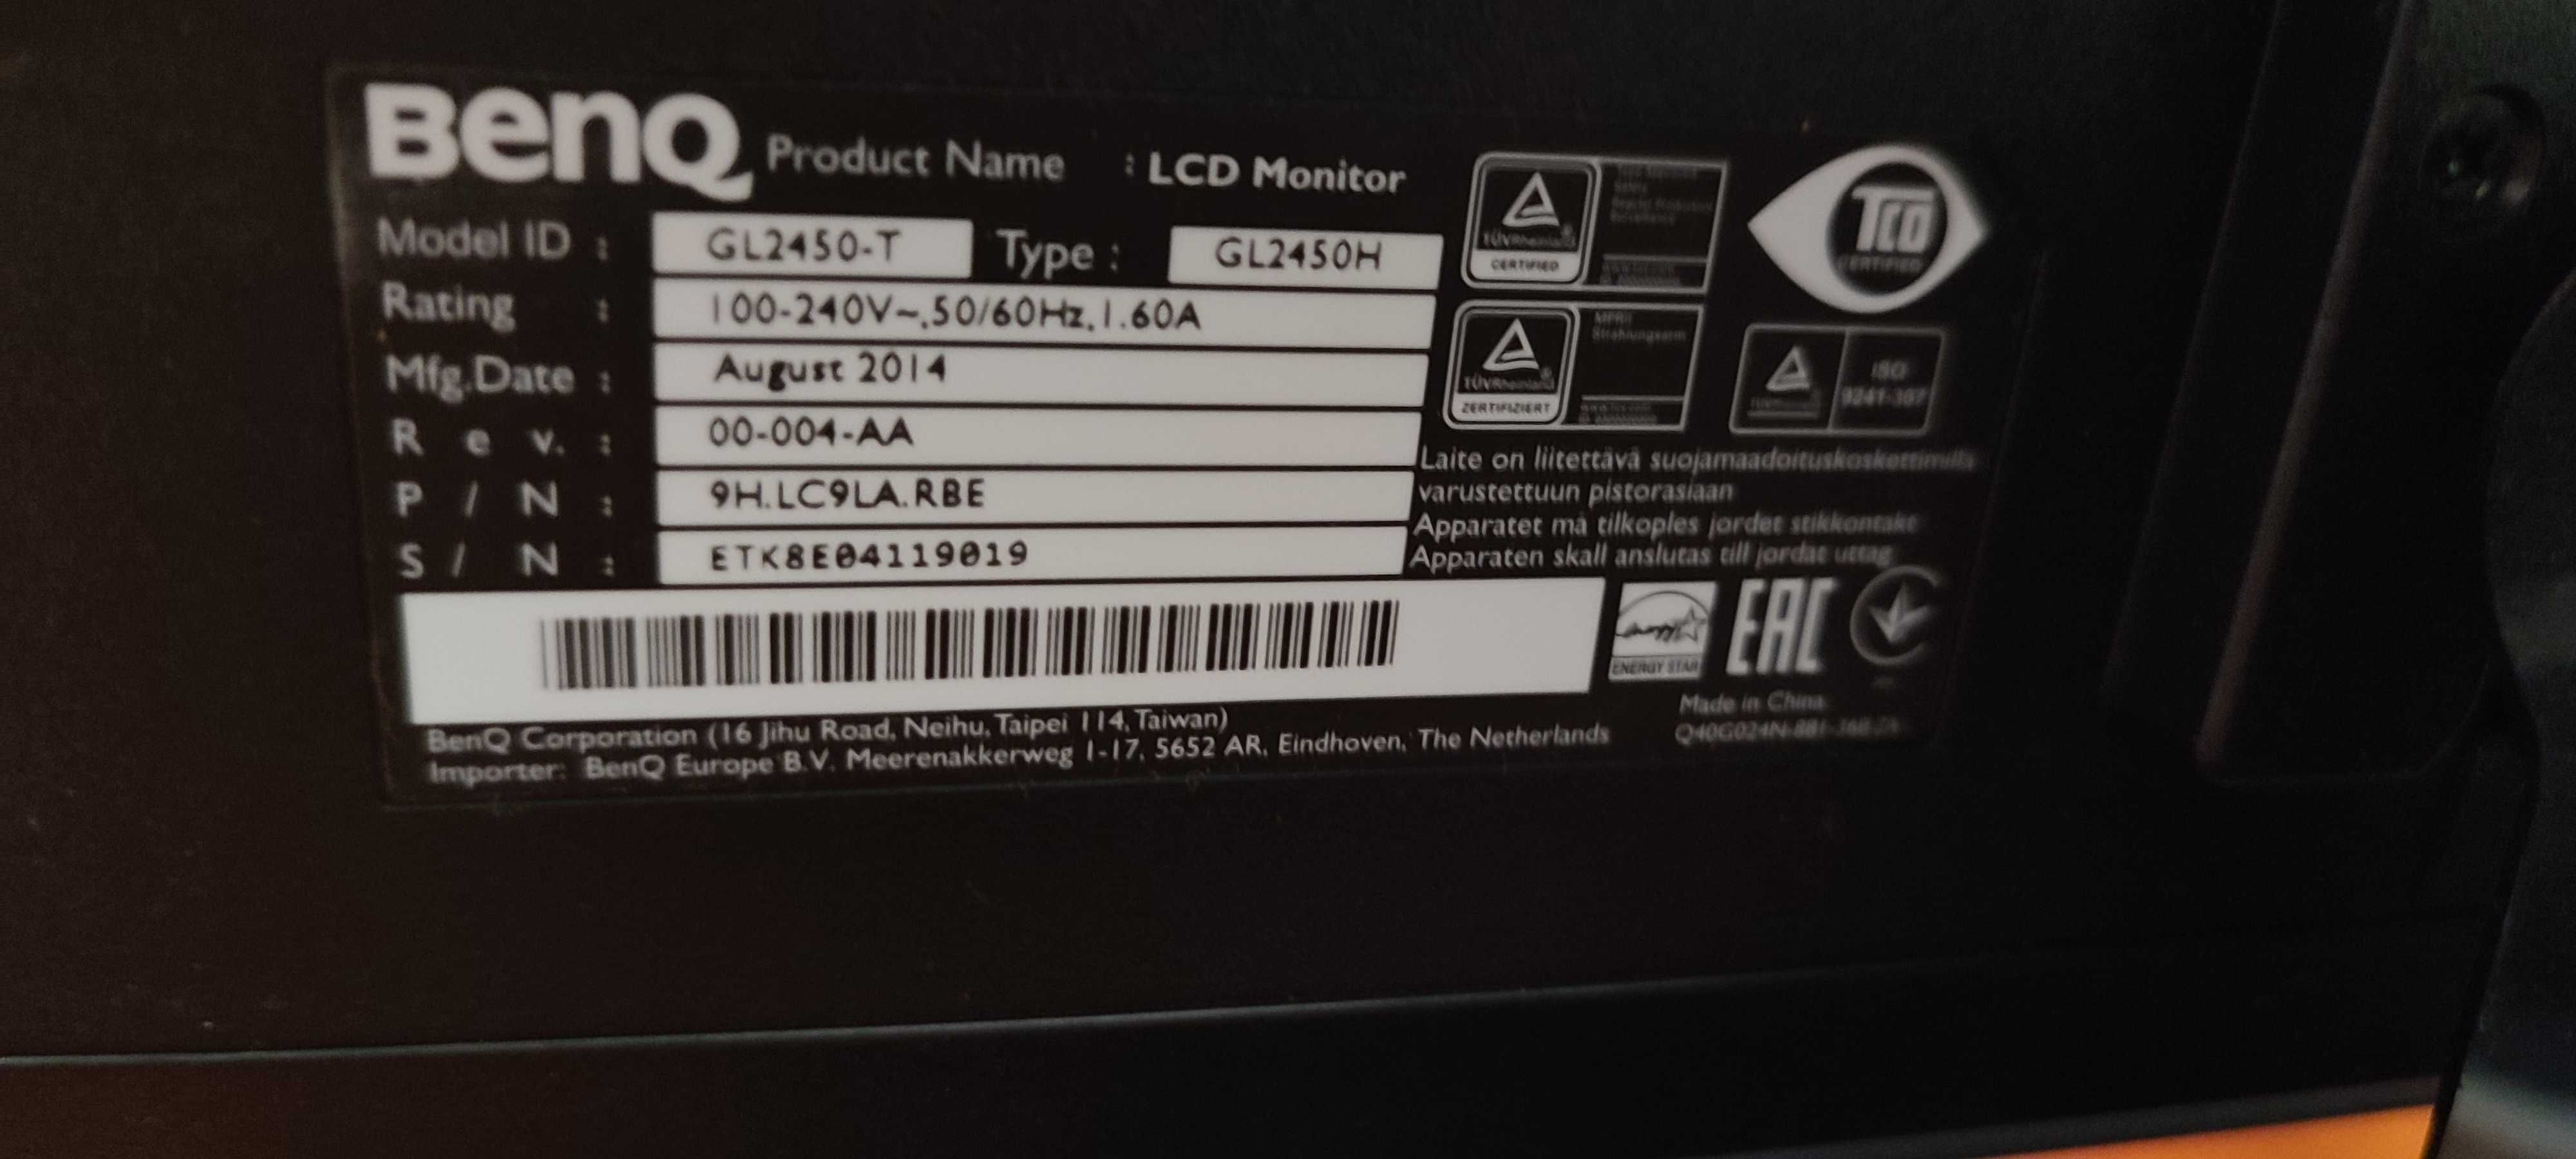 BenQ Product Name : LCD Monitor
Model ID : GL2450-T Type : GL2450H
Rating : 100-240V~,50/60Hz,1.60A
Mfg.Date : August 2014
R e v. : 00-004-AA
P / N : 9H.LC9LA.RBE
S / N : ETK8E04119019
TÜVRheinland
CERTIFIED
TÜVRheinland
ZERTIFIZIERT
MPRII
Strahlungsarm
TCO
CERTIFIED
ISO
9241-307
Laite on liitettävä suojamaadoituskoskettimilla
varustettuun pistorasiaan
Apparatet må tilkoples jordet stikkontakt
Apparaten skall anslutas till jordat uttag
energy
ENERGY STAR
EAC
Made in China
BenQ Corporation (16 Jihu Road, Neihu, Taipei 114, Taiwan)
Importer: BenQ Europe B.V. Meerenakkerweg 1-17, 5652 AR, Eindhoven, The Netherlands